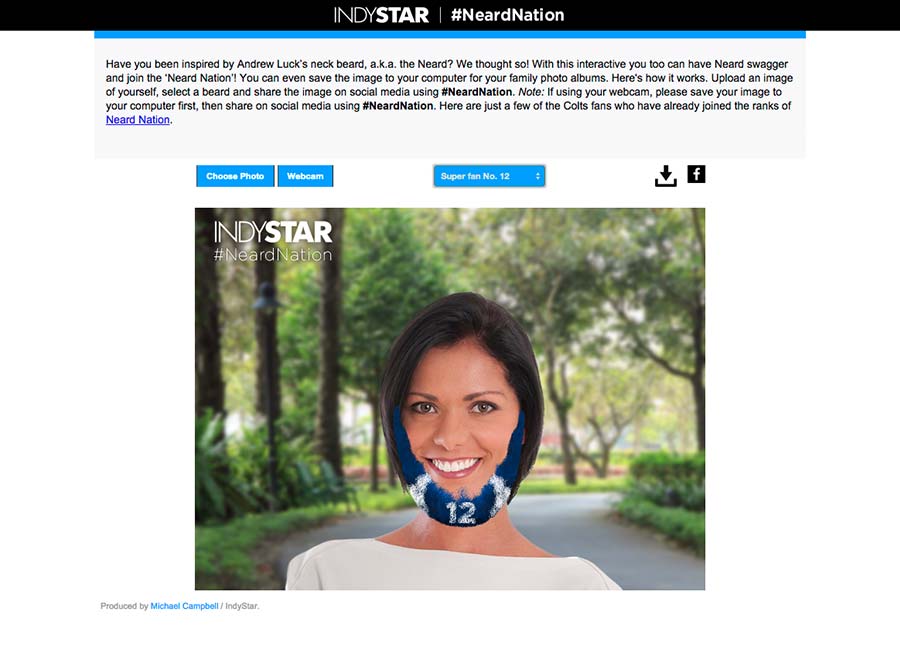 INDYSTAR | #NeardNation
Have you been inspired by Andrew Luck's neck beard, a.k.a. the Neard? We thought so! With this interactive you too can have Neard swagger
and join the 'Neard Nation'! You can even save the image to your computer for your family photo albums. Here's how it works. Upload an image
of yourself, select a beard and share the image on social media using #NeardNation. Note: If using your webcam, please save your image to
your computer first, then share on social media using #NeardNation. Here are just a few of the Colts fans who have already joined the ranks of
Neard Nation.
Choose Photo Webcam Super fan No. 12 f
INDYSTAR
#NeardNation
12
Produced by Michael Campbell / IndyStar.